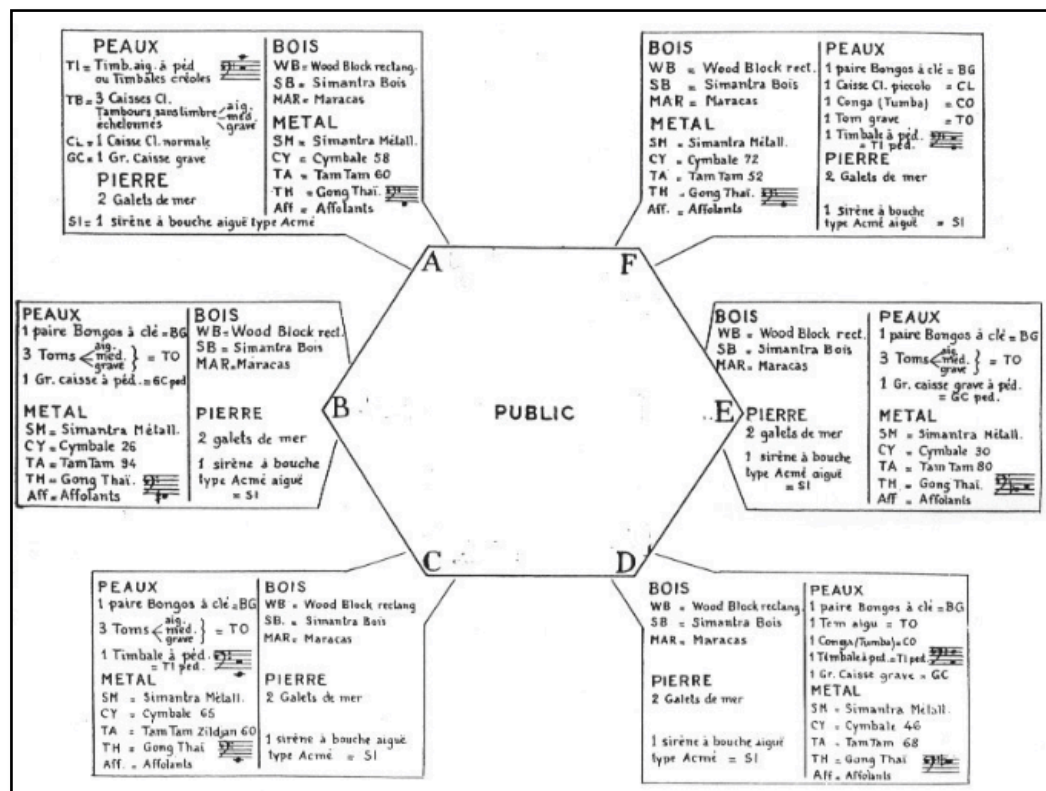 PEAUX
TI = Timb. aig. à péd
ou Timbales créoles
TB = 3 Caisses Cl.
Tambours sans timbre
échelonnés
aig.
méd.
grave
CL = 1 Caisse Cl. normale
GC = 1 Gr. Caisse grave
PIERRE
2 Galets de mer
SI = 1 sirène à bouche aiguë type Acmé
BOIS
WB = Wood Block rectang.
SB = Simantra Bois
MAR = Maracas
METAL
SM = Simantra Métall.
CY = Cymbale 58
TA = Tam Tam 60
TH = Gong Thaï.
Aff = Affolants
BOIS
WB = Wood Block rect.
SB = Simantra Bois
MAR = Maracas
METAL
SM = Simantra Métall.
CY = Cymbale 72
TA = Tam Tam 52
TH = Gong Thaï.
Aff. = Affolants
PEAUX
1 paire Bongos à clé = BG
1 Caisse Cl. piccolo = CL
1 Conga (Tumba) = CO
1 Tom grave = TO
1 Timbale à péd.
= TI ped.
PIERRE
2 Galets de mer
1 sirène à bouche
type Acmé aiguë = SI
A
F
PEAUX
1 paire Bongos à clé = BG
3 Toms aig. méd. grave } = TO
1 Gr. caisse à péd. = GC ped
METAL
SM = Simantra Métall.
CY = Cymbale 26
TA = Tam Tam 94
TH = Gong Thaï.
Aff = Affolants
BOIS
WB = Wood Block rect.
SB = Simantra Bois
MAR = Maracas
PIERRE
2 galets de mer
1 sirène à bouche
type Acmé aiguë
= SI
B
PUBLIC
E
BOIS
WB = Wood Block rect.
SB = Simantra Bois
MAR = Maracas
PIERRE
2 galets de mer
1 sirène à bouche
type Acmé aiguë
= SI
PEAUX
1 paire Bongos à clé = BG
3 Toms aig. méd. grave } = TO
1 Gr. caisse grave à péd.
= GC ped.
METAL
SM = Simantra Métall.
CY = Cymbale 30
TA = Tam Tam 80
TH = Gong Thaï.
Aff = Affolants
C
D
PEAUX
1 paire Bongos à clé = BG
3 Toms aig. méd. grave } = TO
1 Timbale à péd.
= TI ped.
METAL
SM = Simantra Métall.
CY = Cymbale 65
TA = Tam Tam Zildjan 60
TH = Gong Thaï
Aff. = Affolants
BOIS
WB = Wood Block rectang
SB. = Simantra Bois
MAR = Maracas
PIERRE
2 Galets de mer
1 sirène à bouche aiguë
type Acmé = SI
BOIS
WB = Wood Block rectang.
SB = Simantra Bois
MAR = Maracas
PIERRE
2 Galets de mer
1 sirène à bouche aiguë
type Acmé = SI
PEAUX
1 paire Bongos à clé = BG
1 Tom aigu = TO
1 Conga (Tumba) = CO
1 Timbale à péd. = TI ped
1 Gr. Caisse grave = GC
METAL
SM = Simantra Métall.
CY = Cymbale 46
TA = Tam Tam 68
TH = Gong Thaï
Aff = Affolants